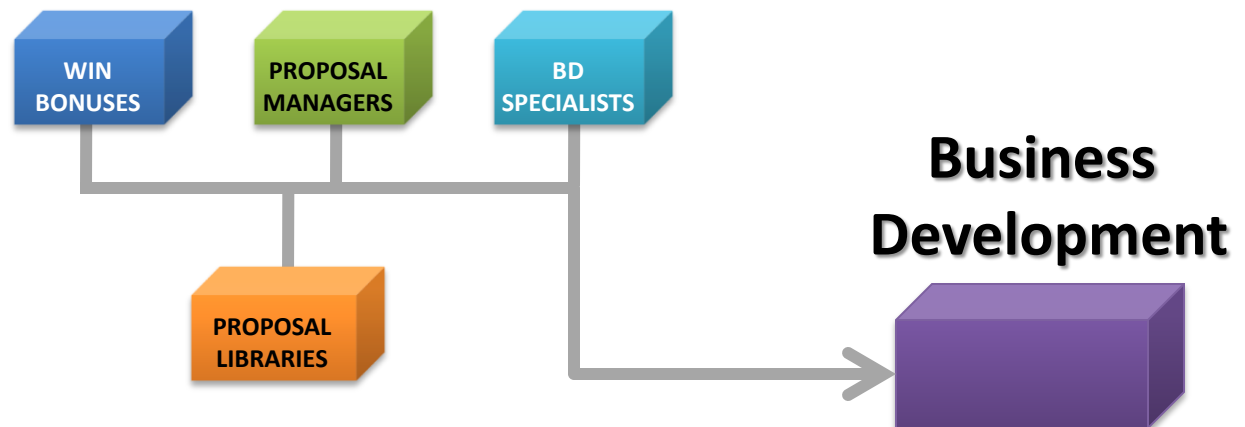 WIN
BONUSES
PROPOSAL
MANAGERS
BD
SPECIALISTS
Business
Development
PROPOSAL
LIBRARIES